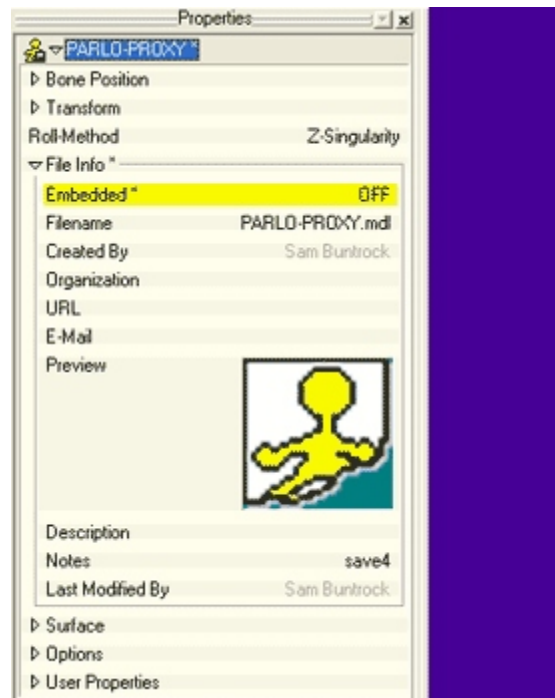 Properties
PARLO-PROXY *
Bone Position
Transform
Roll-Method Z-Singularity
File Info *
Embedded * OFF
Filename PARLO-PROXY.mdl
Created By Sam Buntrock
Organization
URL
E-Mail
Preview
Description
Notes save4
Last Modified By Sam Buntrock
Surface
Options
User Properties